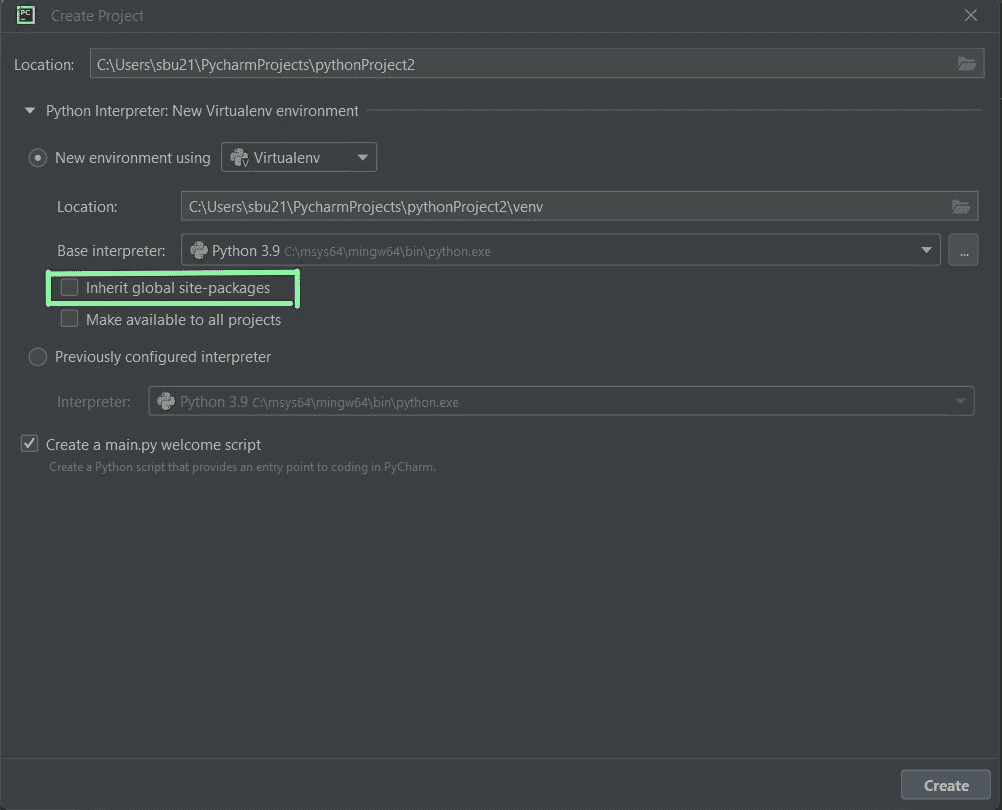 PC
Create Project
Location: C:\Users\sbu21\PycharmProjects\pythonProject2
Python Interpreter: New Virtualenv environment
New environment using Virtualenv
Location: C:\Users\sbu21\PycharmProjects\pythonProject2\venv
Base interpreter: Python 3.9 C:\msys64\mingw64\bin\python.exe ...
Inherit global site-packages
Make available to all projects
Previously configured interpreter
Interpreter: Python 3.9 C:\msys64\mingw64\bin\python.exe
Create a main.py welcome script
Create a Python script that provides an entry point to coding in PyCharm.
Create